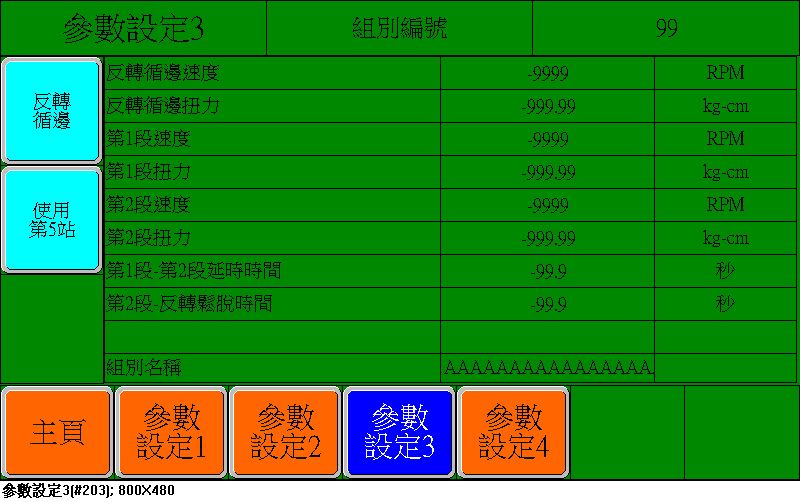 參數設定3 組別編號 99
反轉
循邊
使用
第5站
反轉循邊速度 -9999 RPM
反轉循邊扭力 -999.99 kg-cm
第1段速度 -9999 RPM
第1段扭力 -999.99 kg-cm
第2段速度 -9999 RPM
第2段扭力 -999.99 kg-cm
第1段-第2段延時時間 -99.9 秒
第2段-反轉鬆脫時間 -99.9 秒
組別名稱 AAAAAAAAAAAAAAAA
主頁
參數
設定1
參數
設定2
參數
設定3
參數
設定4
參數設定3(#203); 800X480